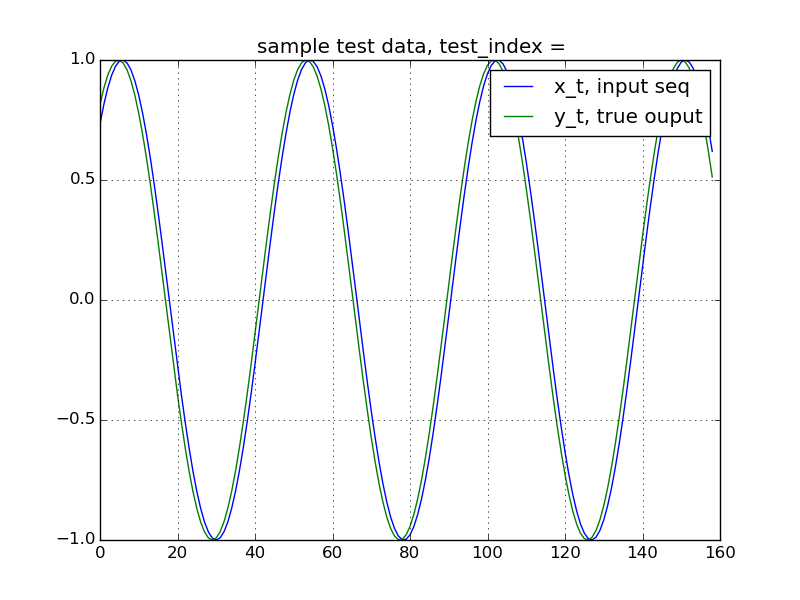 sample test data, test_index =
x_t, input seq
y_t, true ouput
1.0
0.5
0.0
−0.5
−1.0
0 20 40 60 80 100 120 140 160